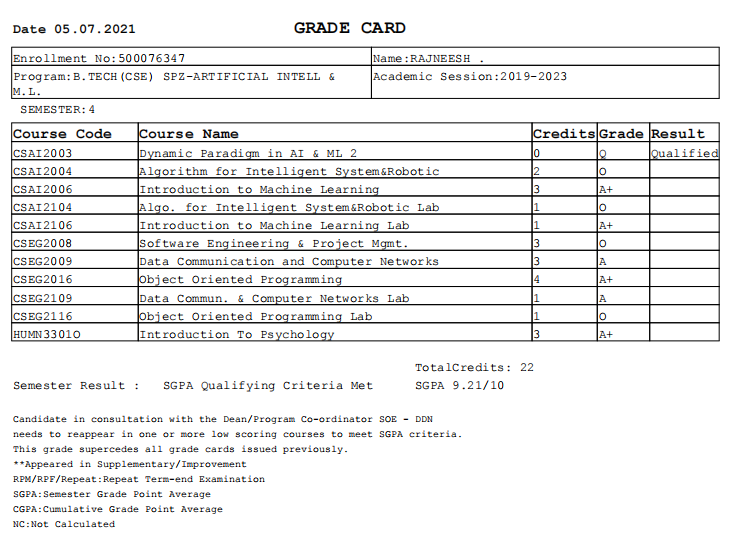 Date 05.07.2021 GRADE CARD
Enrollment No:500076347 Name:RAJNEESH .
Program:B.TECH(CSE) SPZ-ARTIFICIAL INTELL & Academic Session:2019-2023
M.L.
SEMESTER:4
Course Code Course Name Credits Grade Result
CSAI2003 Dynamic Paradigm in AI & ML 2 0 Q Qualified
CSAI2004 Algorithm for Intelligent System&Robotic 2 O
CSAI2006 Introduction to Machine Learning 3 A+
CSAI2104 Algo. for Intelligent System&Robotic Lab 1 O
CSAI2106 Introduction to Machine Learning Lab 1 A+
CSEG2008 Software Engineering & Project Mgmt. 3 O
CSEG2009 Data Communication and Computer Networks 3 A
CSEG2016 Object Oriented Programming 4 A+
CSEG2109 Data Commun. & Computer Networks Lab 1 A
CSEG2116 Object Oriented Programming Lab 1 O
HUMN3301O Introduction To Psychology 3 A+
TotalCredits: 22
Semester Result : SGPA Qualifying Criteria Met SGPA 9.21/10
Candidate in consultation with the Dean/Program Co-ordinator SOE - DDN
needs to reappear in one or more low scoring courses to meet SGPA criteria.
This grade supercedes all grade cards issued previously.
**Appeared in Supplementary/Improvement
RPM/RPF/Repeat:Repeat Term-end Examination
SGPA:Semester Grade Point Average
CGPA:Cumulative Grade Point Average
NC:Not Calculated